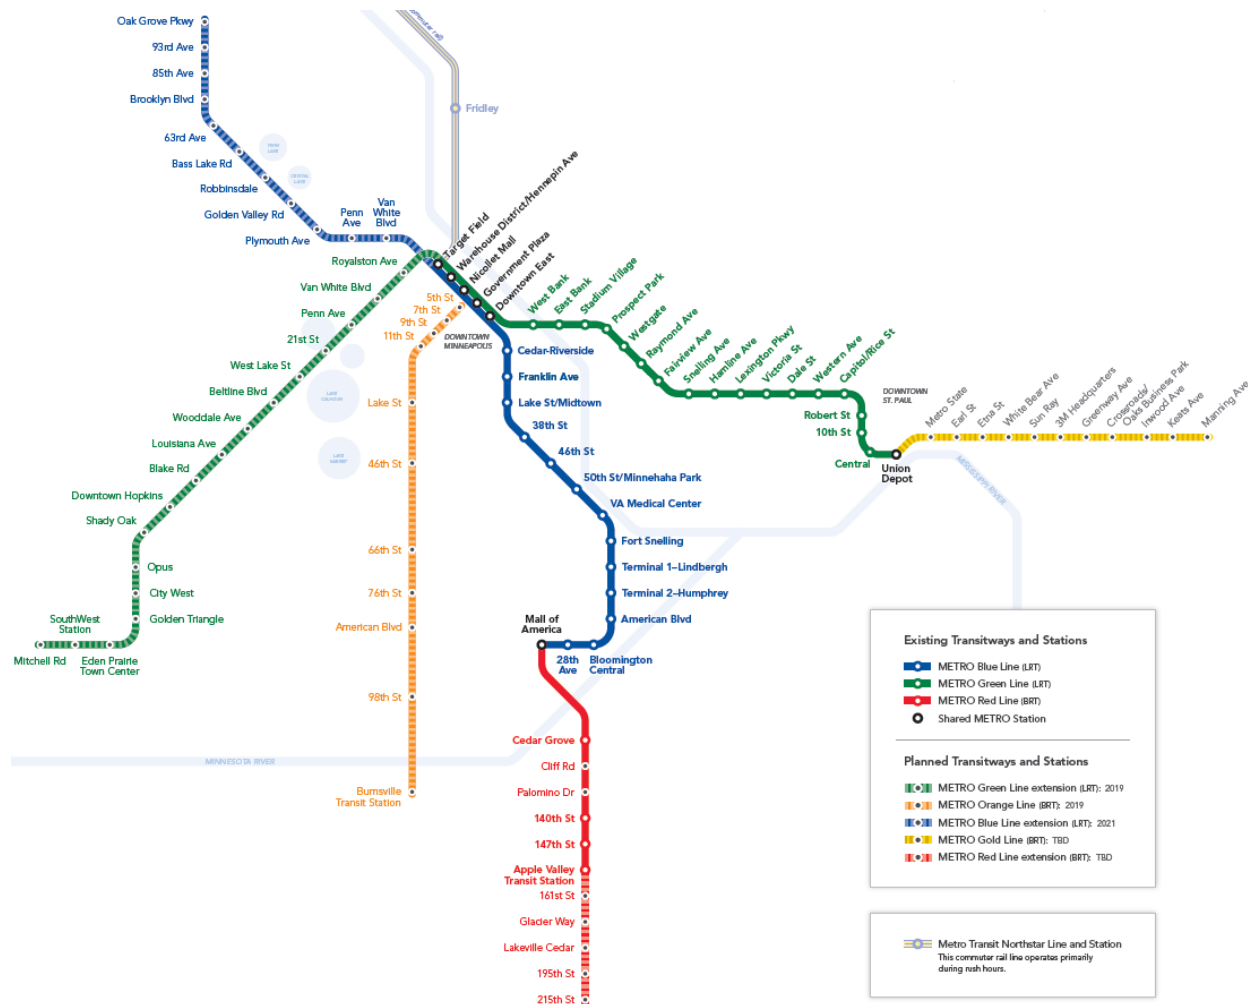 Oak Grove Pkwy
93rd Ave
85th Ave
Brooklyn Blvd
63rd Ave
Bass Lake Rd
Robbinsdale
Golden Valley Rd
Plymouth Ave
Penn
Ave
Van
White
Blvd
Fridley
Target Field
Warehouse District/Hennepin Ave
Nicollet Mall
Government Plaza
Downtown East
Royalston Ave
Van White Blvd
Penn Ave
21st St
West Lake St
Beltline Blvd
Wooddale Ave
Louisiana Ave
Blake Rd
Downtown Hopkins
Shady Oak
Opus
City West
Golden Triangle
SouthWest
Station
Mitchell Rd
Eden Prairie
Town Center
5th St
7th St
9th St
11th St
DOWNTOWN
MINNEAPOLIS
Lake St
46th St
66th St
76th St
American Blvd
98th St
Burnsville
Transit Station
MINNESOTA RIVER
LAKE
CALHOUN
LAKE
HARRIET
West Bank
East Bank
Stadium Village
Prospect Park
Westgate
Raymond Ave
Fairview Ave
Snelling Ave
Hamline Ave
Lexington Pkwy
Victoria St
Dale St
Western Ave
Capitol/Rice St
Robert St
10th St
Central
DOWNTOWN
ST. PAUL
Union
Depot
Metro State
Earl St
Etna St
White Bear Ave
Sun Ray
3M Headquarters
Greenway Ave
Crossroads/
Oaks Business Park
Inwood Ave
Keats Ave
Manning Ave
MISSISSIPPI RIVER
Cedar-Riverside
Franklin Ave
Lake St/Midtown
38th St
46th St
50th St/Minnehaha Park
VA Medical Center
Fort Snelling
Terminal 1–Lindbergh
Terminal 2–Humphrey
American Blvd
Mall of
America
28th
Ave
Bloomington
Central
Cedar Grove
Cliff Rd
Palomino Dr
140th St
147th St
Apple Valley
Transit Station
161st St
Glacier Way
Lakeville Cedar
195th St
215th St
Existing Transitways and Stations
METRO Blue Line (LRT)
METRO Green Line (LRT)
METRO Red Line (BRT)
Shared METRO Station
Planned Transitways and Stations
METRO Green Line extension (LRT): 2019
METRO Orange Line (BRT): 2019
METRO Blue Line extension (LRT): 2021
METRO Gold Line (BRT): TBD
METRO Red Line extension (BRT): TBD
Metro Transit Northstar Line and Station
This commuter rail line operates primarily
during rush hours.